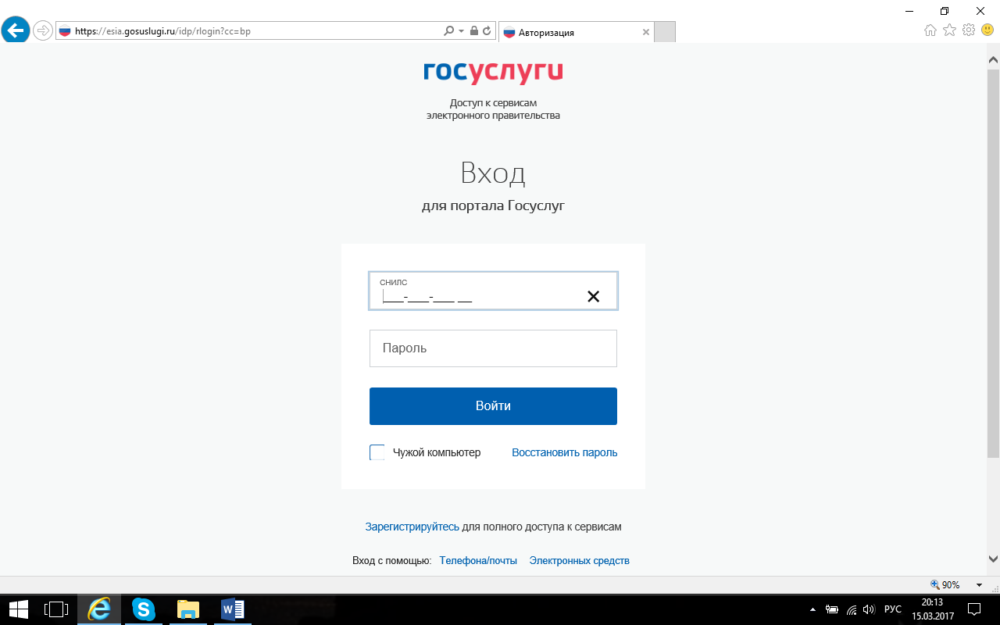 https://esia.gosuslugi.ru/idp/rlogin?cc=bp
Авторизация
госуслуги
Доступ к сервисам
электронного правительства
Вход
для портала Госуслуг
СНИЛС
___-___-___ __
Пароль
Войти
Чужой компьютер
Восстановить пароль
Зарегистрируйтесь для полного доступа к сервисам
Вход с помощью: Телефона/почты Электронных средств
90%
РУС
20:13
15.03.2017